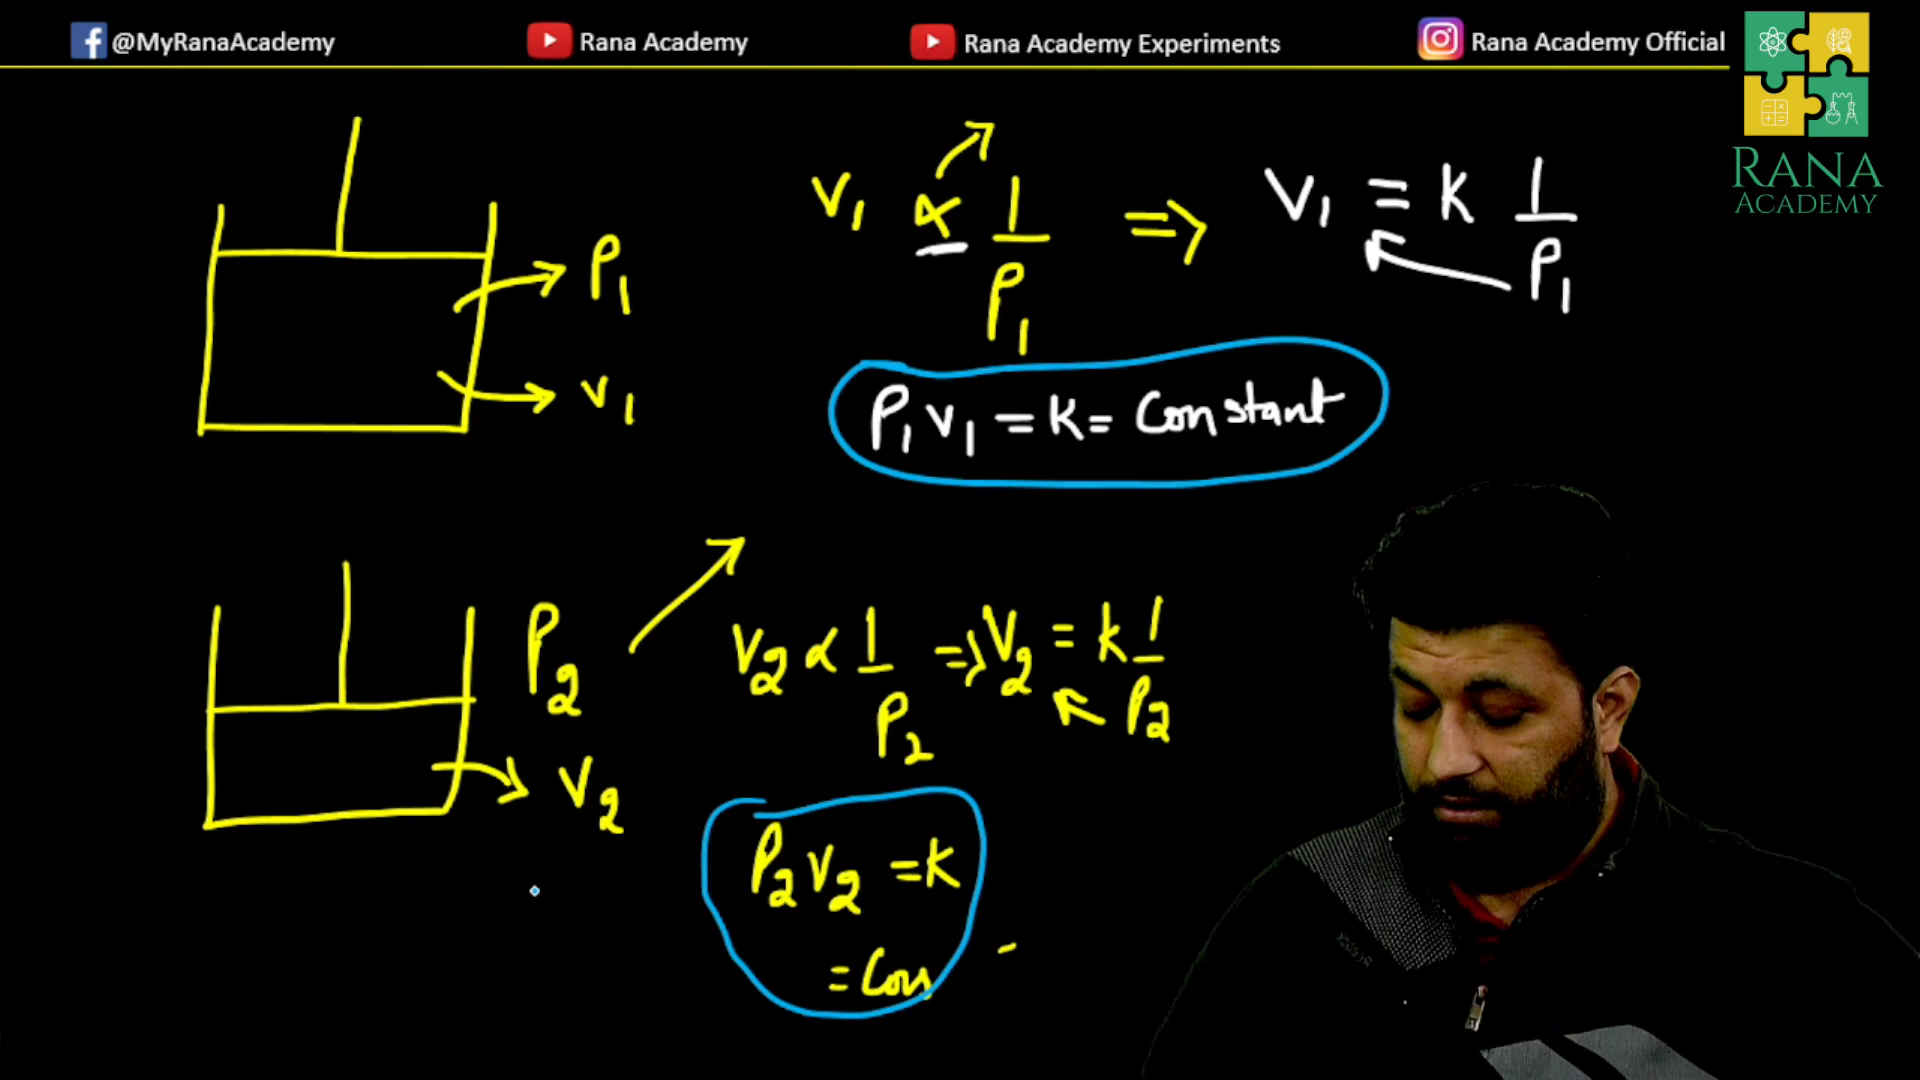 @MyRanaAcademy
Rana Academy
Rana Academy Experiments
Rana Academy Official
RANA
ACADEMY
P₁
V₁
V₁ ∝ 1/P₁ ⇒ V₁ = K 1/P₁
P₁V₁ = K = Constant
P₂
V₂
V₂ ∝ 1/P₂ ⇒ V₂ = K 1/P₂
P₂V₂ = K
= Con